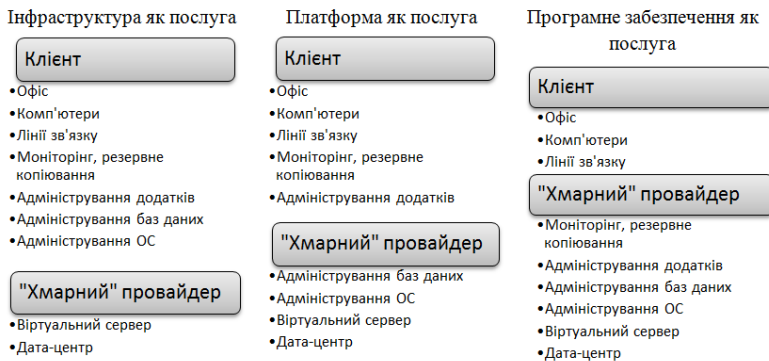 Інфраструктура як послуга
Клієнт
•Офіс
•Комп'ютери
•Лінії зв'язку
•Моніторінг, резервне
копіювання
•Адміністрування додатків
•Адміністрування баз даних
•Адміністрування ОС
"Хмарний" провайдер
•Віртуальний сервер
•Дата-центр
Платформа як послуга
Клієнт
•Офіс
•Комп'ютери
•Лінії зв'язку
•Моніторінг, резервне
копіювання
•Адміністрування додатків
"Хмарний" провайдер
•Адміністрування баз даних
•Адміністрування ОС
•Віртуальний сервер
•Дата-центр
Програмне забезпечення як
послуга
Клієнт
•Офіс
•Комп'ютери
•Лінії зв'язку
"Хмарний" провайдер
•Моніторінг, резервне
копіювання
•Адміністрування додатків
•Адміністрування баз даних
•Адміністрування ОС
•Віртуальний сервер
•Дата-центр